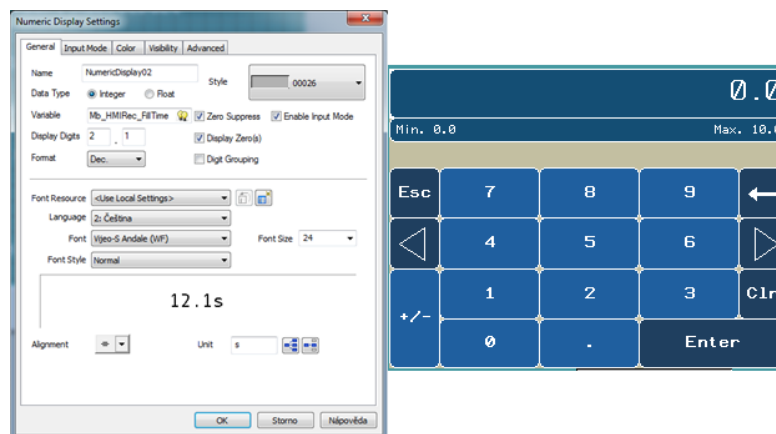 Numeric Display Settings
General Input Mode Color Visibility Advanced
Name NumericDisplay02 Style 00026
Data Type Integer Float
Variable Mb_HMIRec_FillTime Zero Suppress Enable Input Mode
Display Digits 2 . 1 Display Zero(s)
Format Dec. Digit Grouping
Font Resource <Use Local Settings>
Language 2: Čeština
Font Vijeo-S Andale (WF) Font Size 24
Font Style Normal
12.1s
Alignment Unit s
OK Storno Nápověda
0.0
Min. 0.0 Max. 10.0
Esc 7 8 9
4 5 6
+/- 1 2 3 Clr
0 . Enter